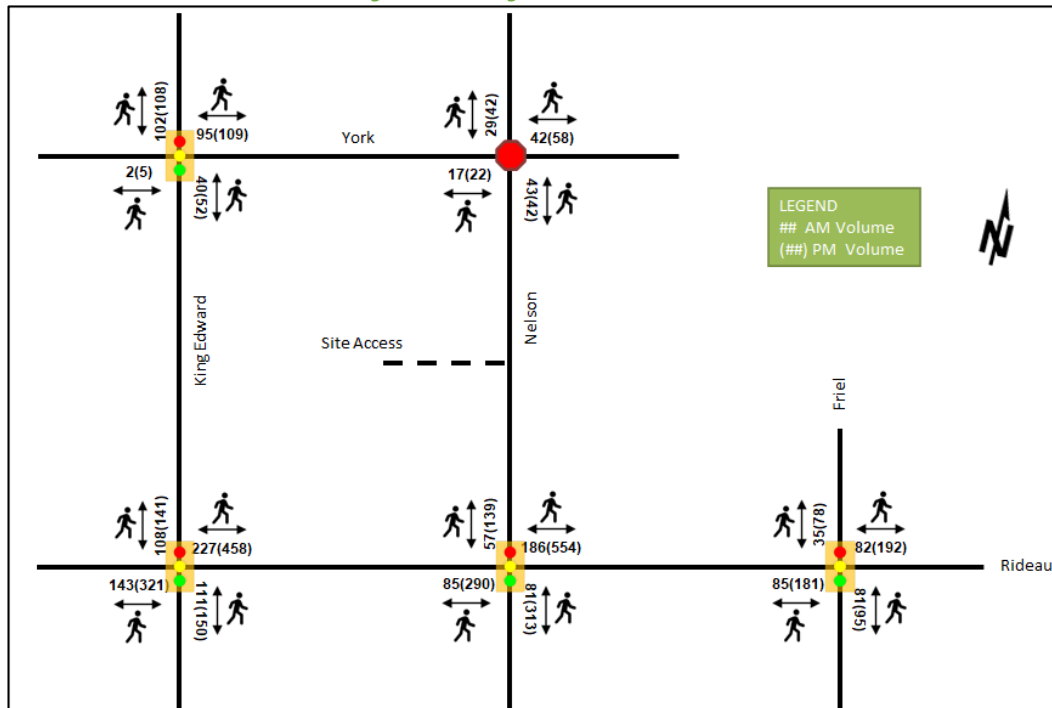 102(108)
95(109)
29(42)
42(58)
York
2(5)
40(52)
17(22)
43(42)
LEGEND
## AM Volume
(##) PM Volume
N
King Edward
Nelson
Site Access
Friel
108(141)
227(458)
57(139)
186(554)
35(78)
82(192)
Rideau
143(321)
111(150)
85(290)
81(313)
85(181)
81(95)